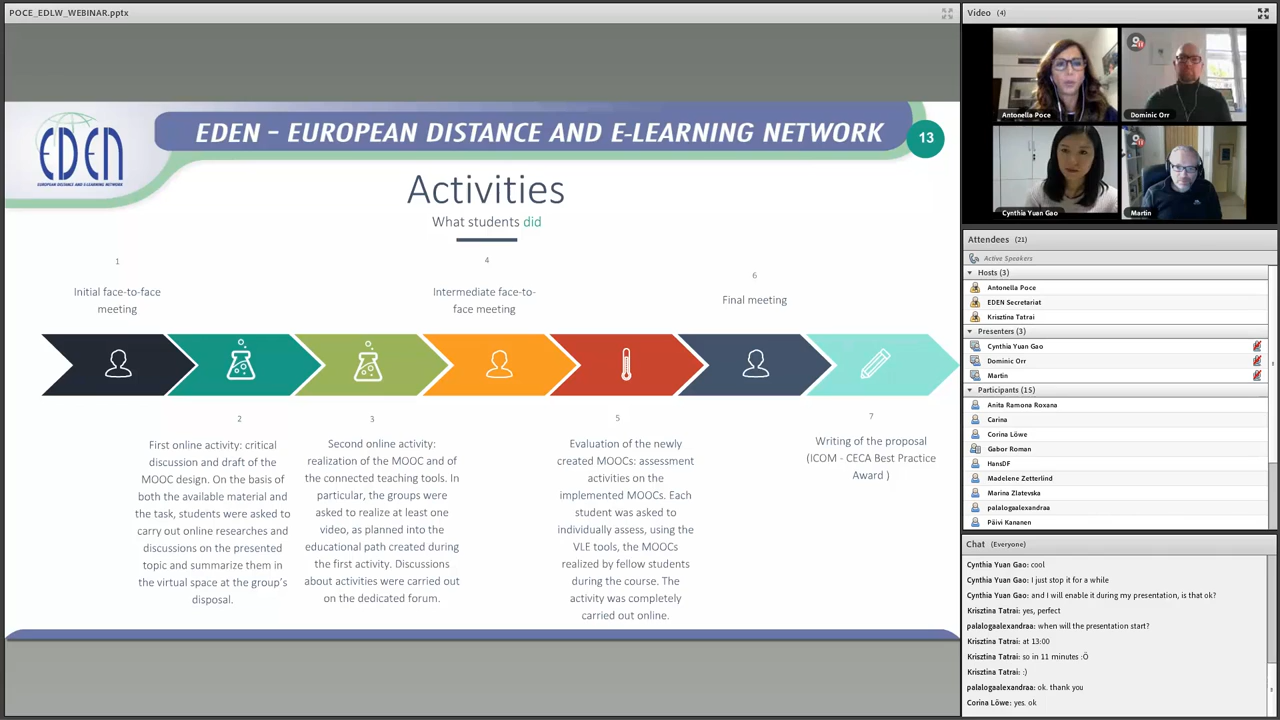 POCE_EDLW_WEBINAR.pptx
EDEN
EUROPEAN DISTANCE AND E-LEARNING NETWORK
EDEN – EUROPEAN DISTANCE AND E-LEARNING NETWORK
13
Activities
What students did
1
Initial face-to-face
meeting
4
Intermediate face-to-
face meeting
6
Final meeting
2
First online activity: critical
discussion and draft of the
MOOC design. On the basis of
both the available material and
the task, students were asked to
carry out online researches and
discussions on the presented
topic and summarize them in
the virtual space at the group's
disposal.
3
Second online activity:
realization of the MOOC and of
the connected teaching tools. In
particular, the groups were
asked to realize at least one
video, as planned into the
educational path created during
the first activity. Discussions
about activities were carried out
on the dedicated forum.
5
Evaluation of the newly
created MOOCs: assessment
activities on the
implemented MOOCs. Each
student was asked to
individually assess, using the
VLE tools, the MOOCs
realized by fellow students
during the course. The
activity was completely
carried out online.
7
Writing of the proposal
(ICOM - CECA Best Practice
Award )
Video (4)
Antonella Poce
Dominic Orr
Cynthia Yuan Gao
Martin
Attendees (21)
Active Speakers
Hosts (3)
Antonella Poce
EDEN Secretariat
Krisztina Tatrai
Presenters (3)
Cynthia Yuan Gao
Dominic Orr
Martin
Participants (15)
Anita Ramona Roxana
Carina
Corina Löwe
Gabor Roman
HansDF
Madelene Zetterlind
Marina Zlatevska
palalogaalexandraa
Päivi Kananen
Chat (Everyone)
Cynthia Yuan Gao: cool
Cynthia Yuan Gao: I just stop it for a while
Cynthia Yuan Gao: and I will enable it during my presentation, is that ok?
Krisztina Tatrai: yes, perfect
palalogaalexandraa: when will the presentation start?
Krisztina Tatrai: at 13:00
Krisztina Tatrai: so in 11 minutes :Ö
Krisztina Tatrai: :)
palalogaalexandraa: ok. thank you
Corina Löwe: yes. ok